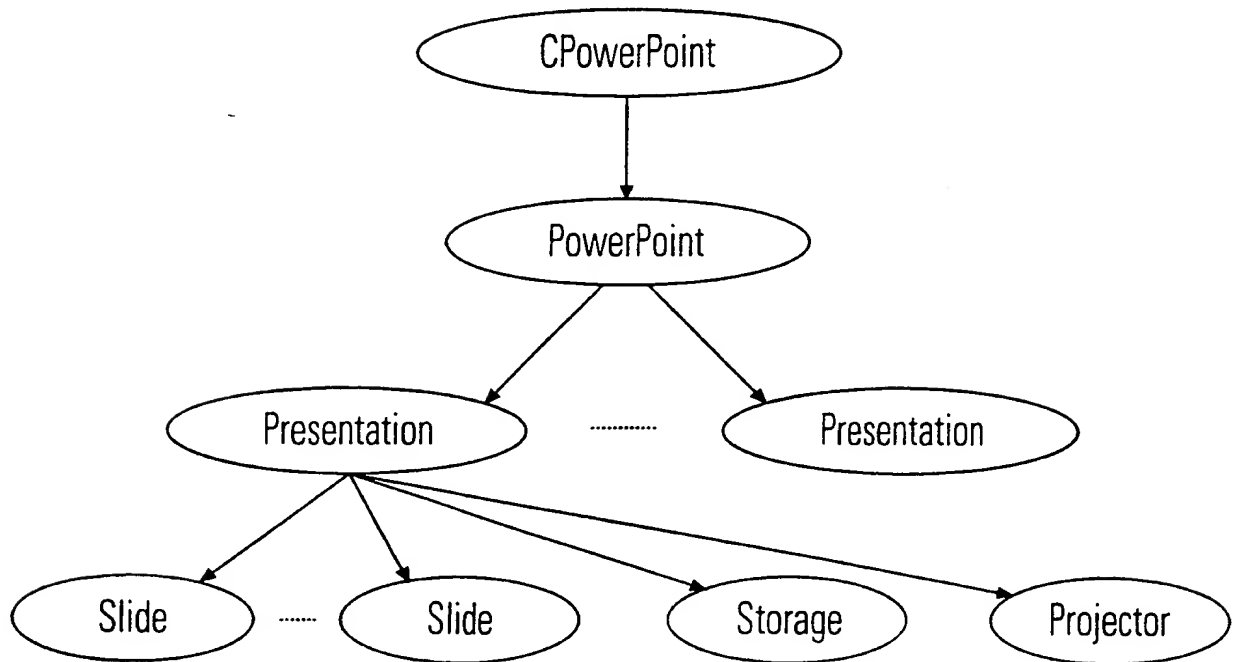 CPowerPoint
PowerPoint
Presentation ........... Presentation
Slide ....... Slide Storage Projector